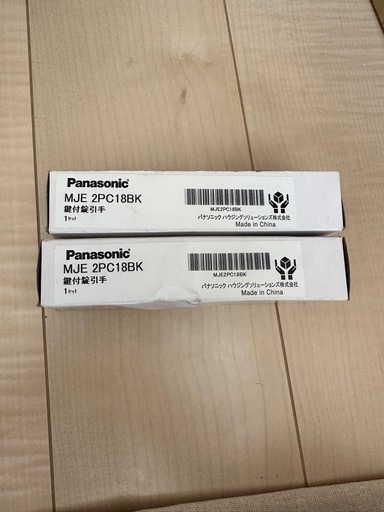 Panasonic
MJE 2PC18BK
鍵付錠引手
1セット
MJE2PC18BK
パナソニック ハウジングソリューションズ株式会社
Made in China
Panasonic
MJE 2PC18BK
鍵付錠引手
1セット
MJE2PC18BK
パナソニック ハウジングソリューションズ株式会社
Made in China